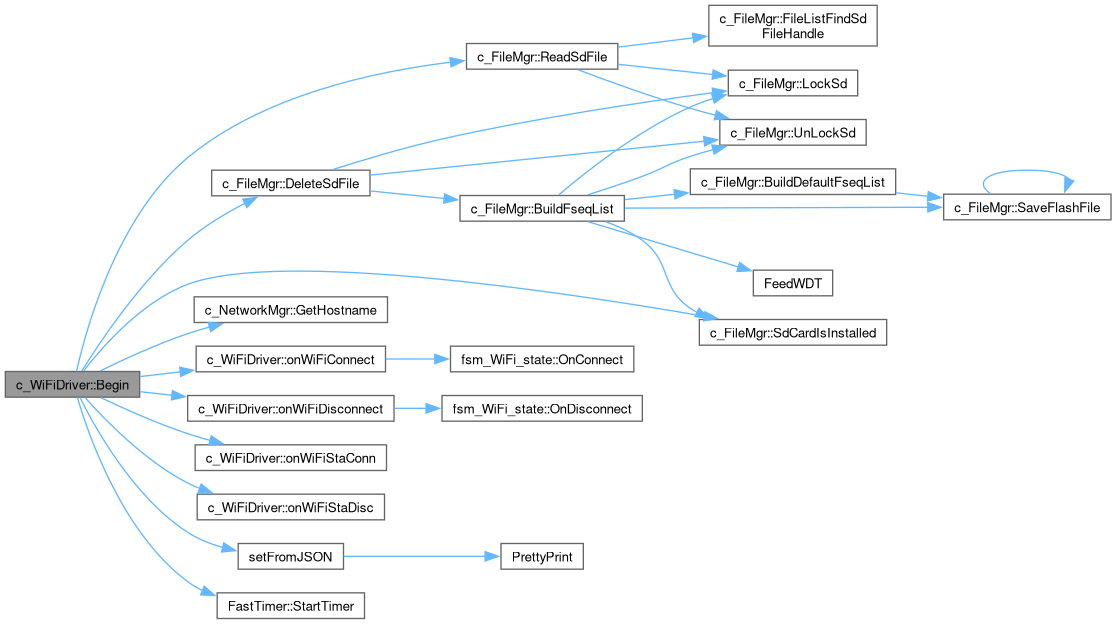 c_WiFiDriver::Begin
c_FileMgr::ReadSdFile
c_FileMgr::FileListFindSd
FileHandle
c_FileMgr::LockSd
c_FileMgr::UnLockSd
c_FileMgr::DeleteSdFile
c_FileMgr::BuildFseqList
c_FileMgr::BuildDefaultFseqList
c_FileMgr::SaveFlashFile
FeedWDT
c_FileMgr::SdCardIsInstalled
c_NetworkMgr::GetHostname
c_WiFiDriver::onWiFiConnect
fsm_WiFi_state::OnConnect
c_WiFiDriver::onWiFiDisconnect
fsm_WiFi_state::OnDisconnect
c_WiFiDriver::onWiFiStaConn
c_WiFiDriver::onWiFiStaDisc
setFromJSON
PrettyPrint
FastTimer::StartTimer